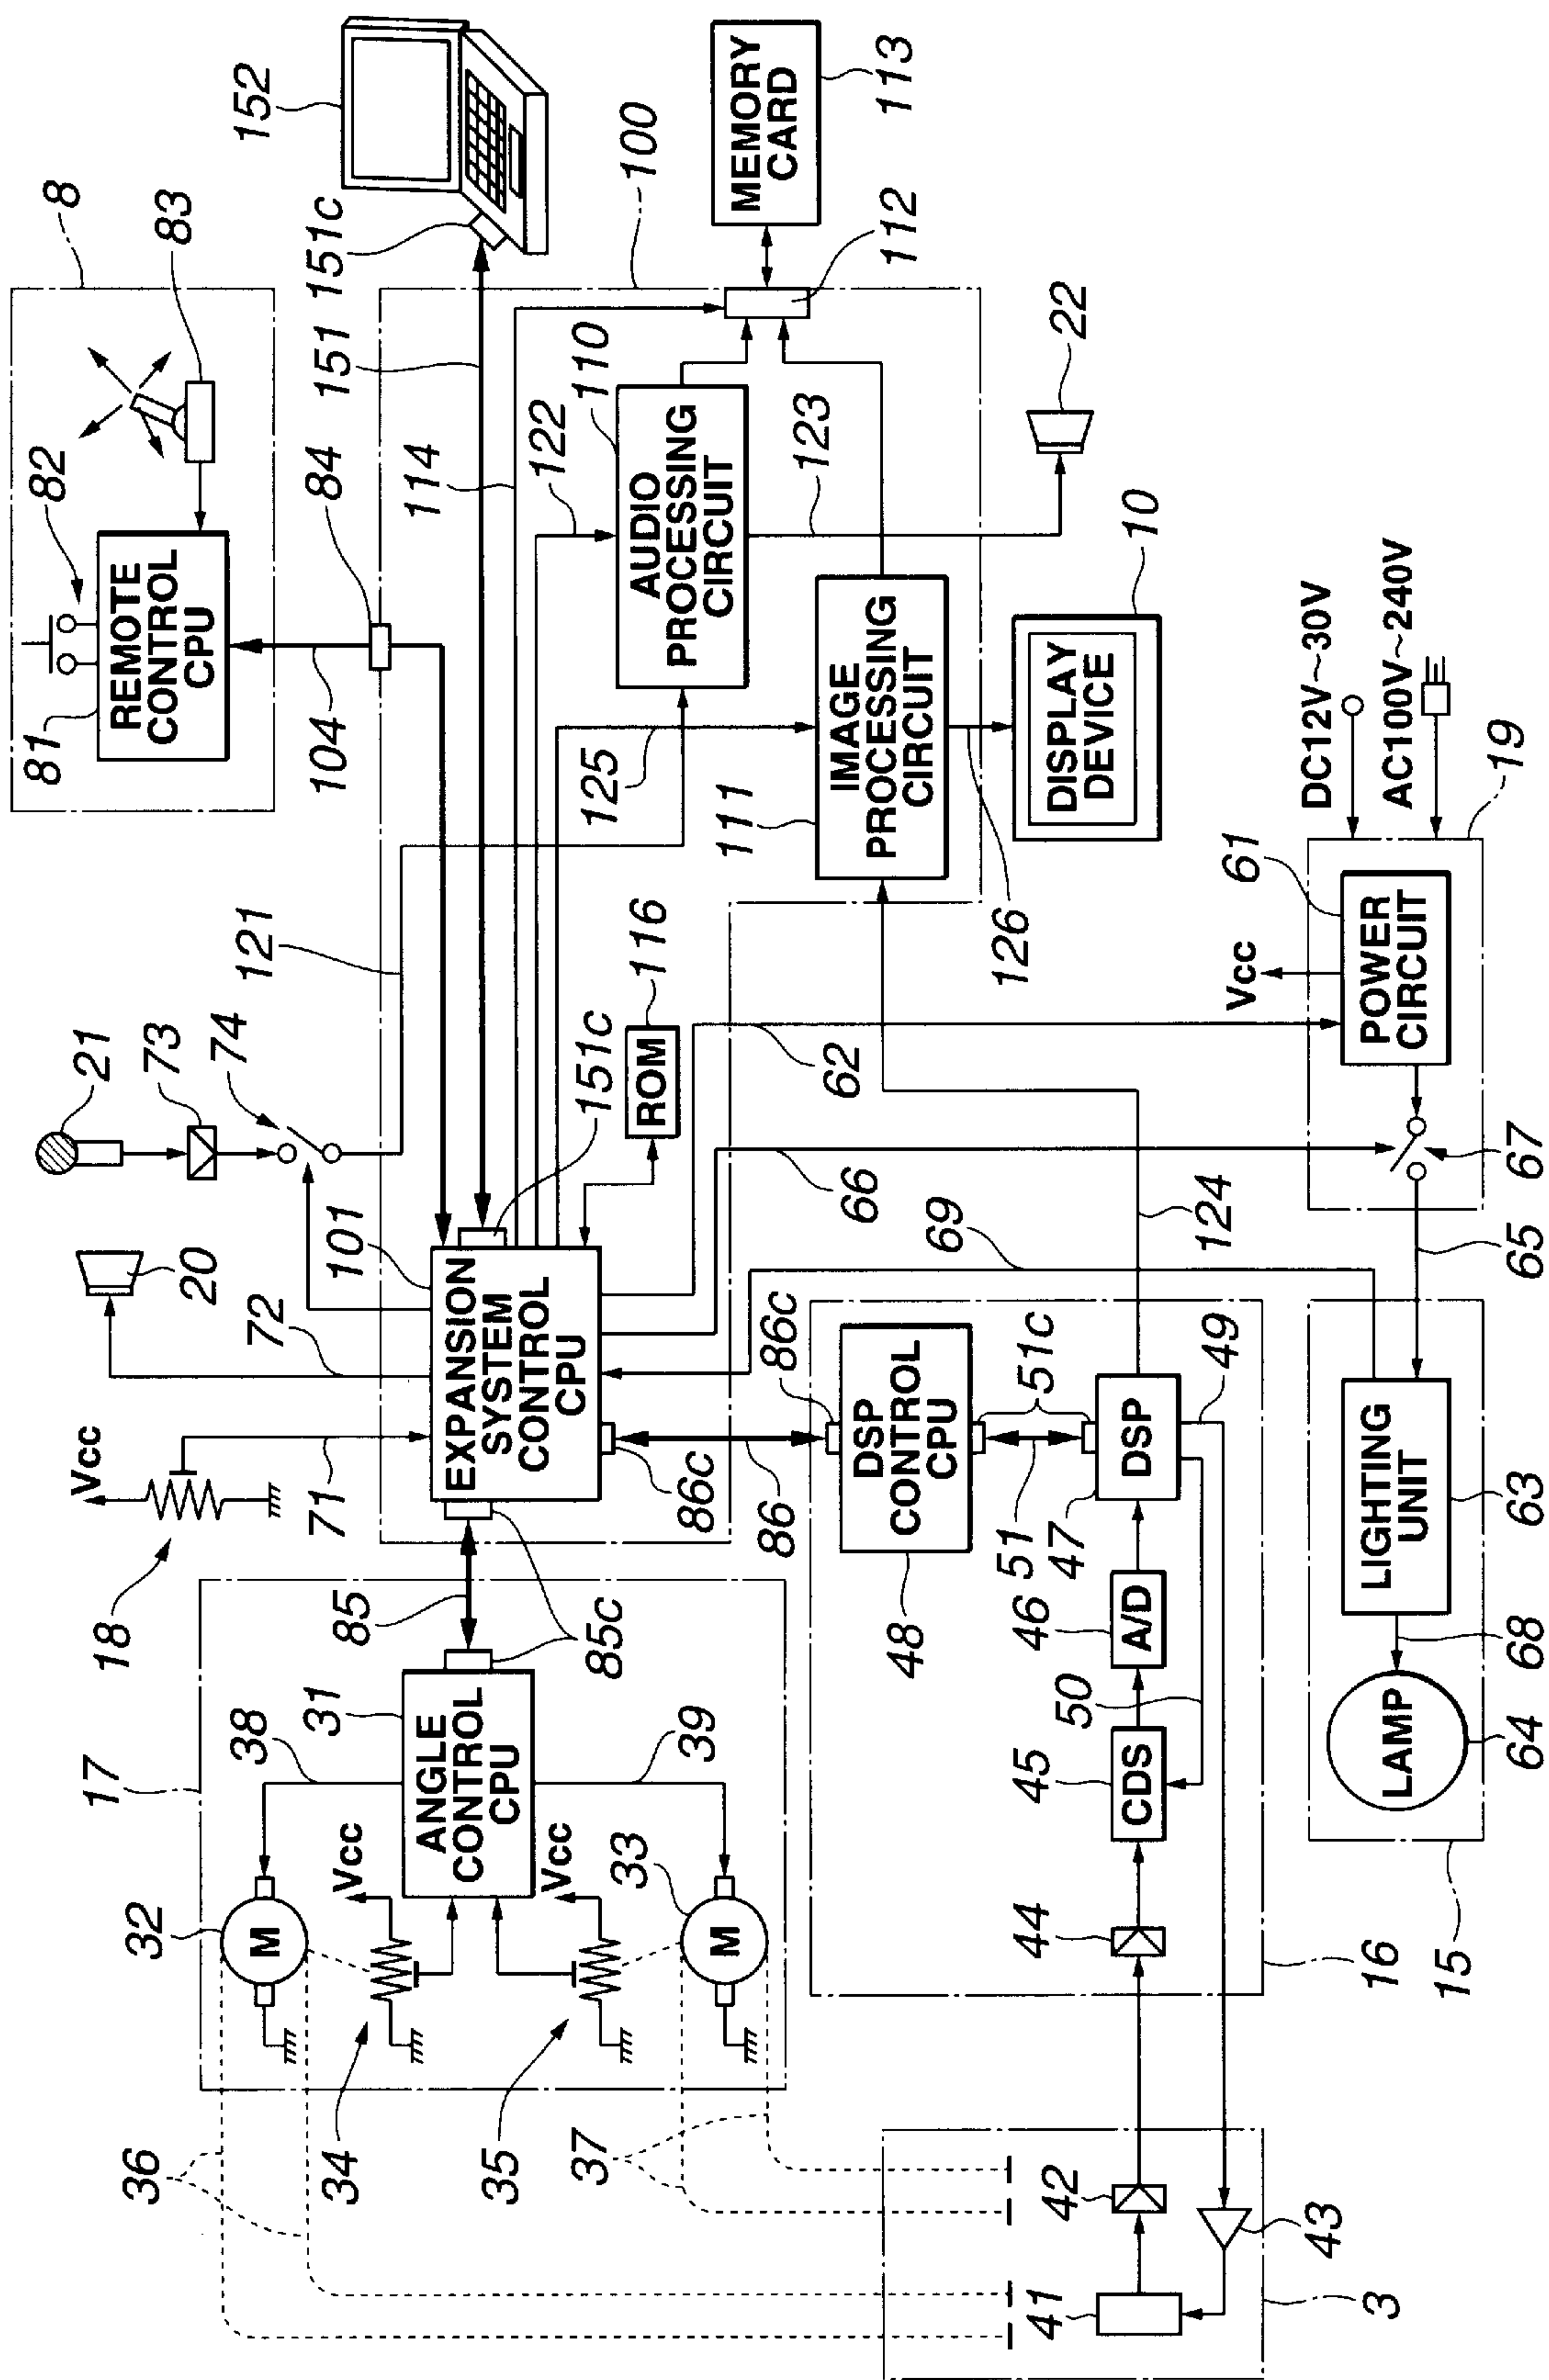 8
82
83
81
REMOTE
CONTROL
CPU
152
151c
151
104
84
100
114
122
110
AUDIO
PROCESSING
CIRCUIT
112
MEMORY
CARD
113
123
22
125
111
IMAGE
PROCESSING
CIRCUIT
126
10
DISPLAY
DEVICE
121
21
73
74
20
72
101
EXPANSION
SYSTEM
CONTROL
CPU
151c
ROM
116
Vcc
18
71
86c
86
85
85c
17
38
31
ANGLE
CONTROL
CPU
39
32
M
Vcc
34
Vcc
35
33
M
36
37
62
66
69
124
DC12V~30V
AC100V~240V
19
61
POWER
CIRCUIT
Vcc
67
65
86c
DSP
CONTROL
CPU
48
51c
51
DSP
47
49
A/D
46
50
CDS
45
44
16
LIGHTING
UNIT
63
68
LAMP
64
15
42
41
43
3